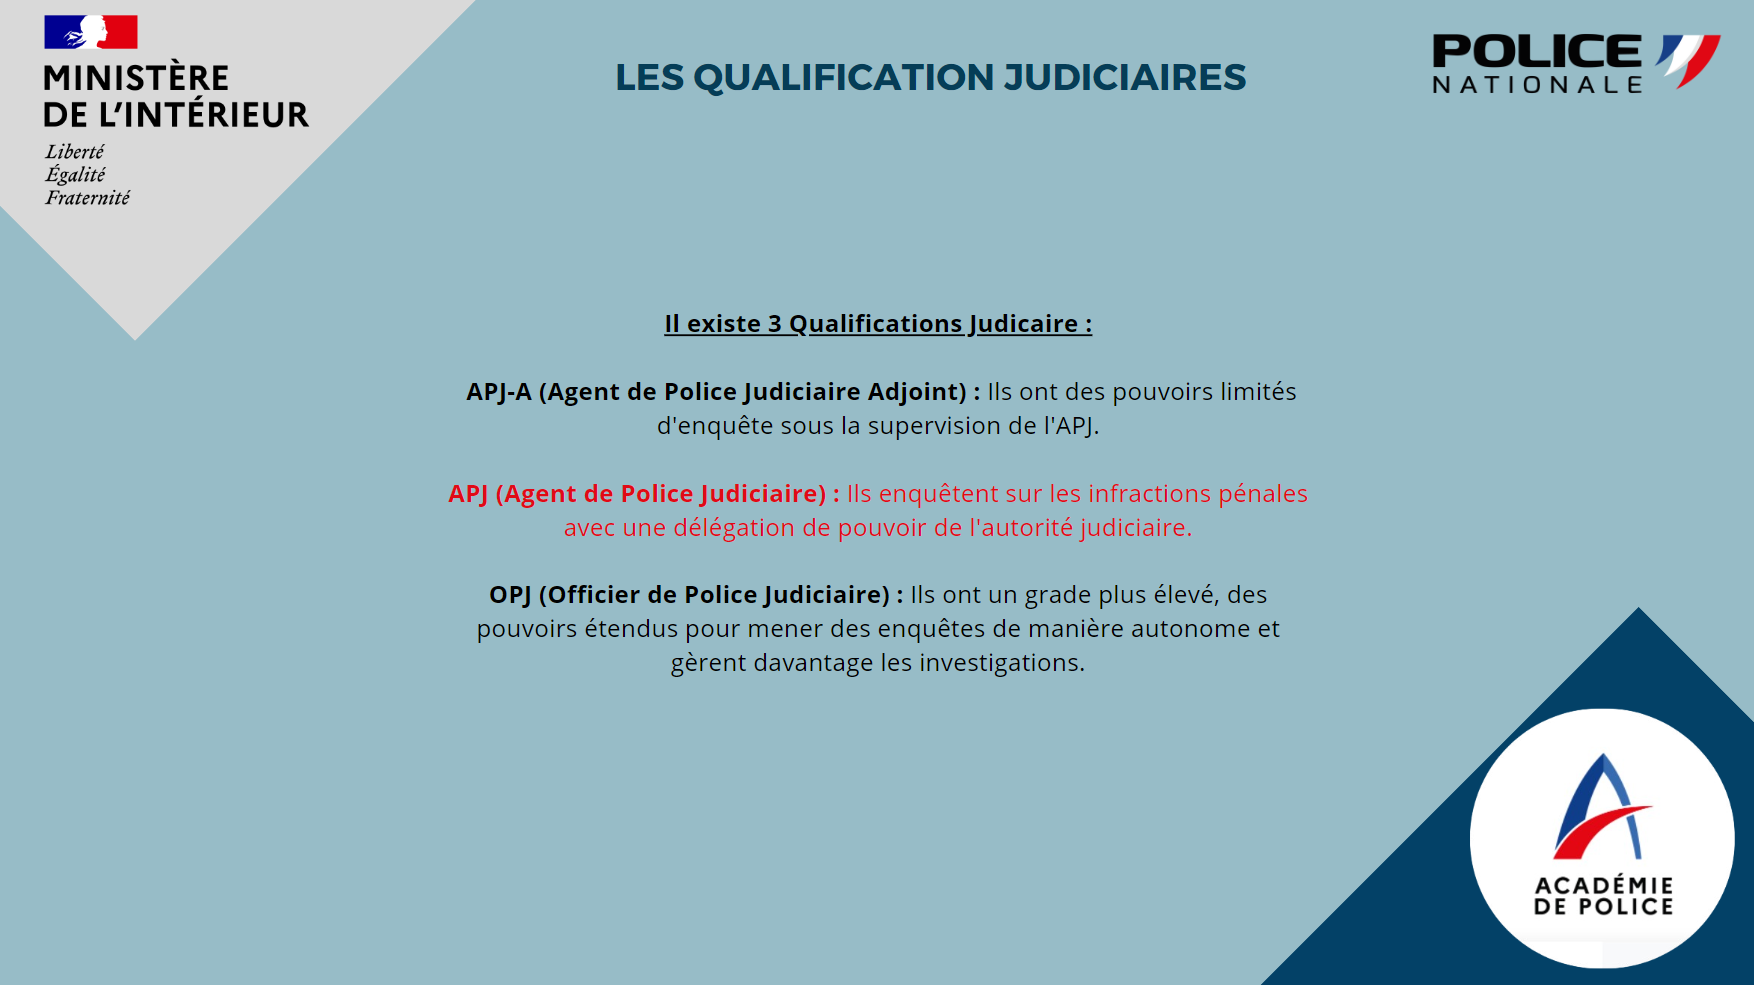 MINISTÈRE
DE L'INTÉRIEUR
Liberté
Égalité
Fraternité
LES QUALIFICATION JUDICIAIRES
POLICE
NATIONALE
Il existe 3 Qualifications Judicaire :
APJ-A (Agent de Police Judiciaire Adjoint) : Ils ont des pouvoirs limités
d'enquête sous la supervision de l'APJ.
APJ (Agent de Police Judiciaire) : Ils enquêtent sur les infractions pénales
avec une délégation de pouvoir de l'autorité judiciaire.
OPJ (Officier de Police Judiciaire) : Ils ont un grade plus élevé, des
pouvoirs étendus pour mener des enquêtes de manière autonome et
gèrent davantage les investigations.
ACADÉMIE
DE POLICE